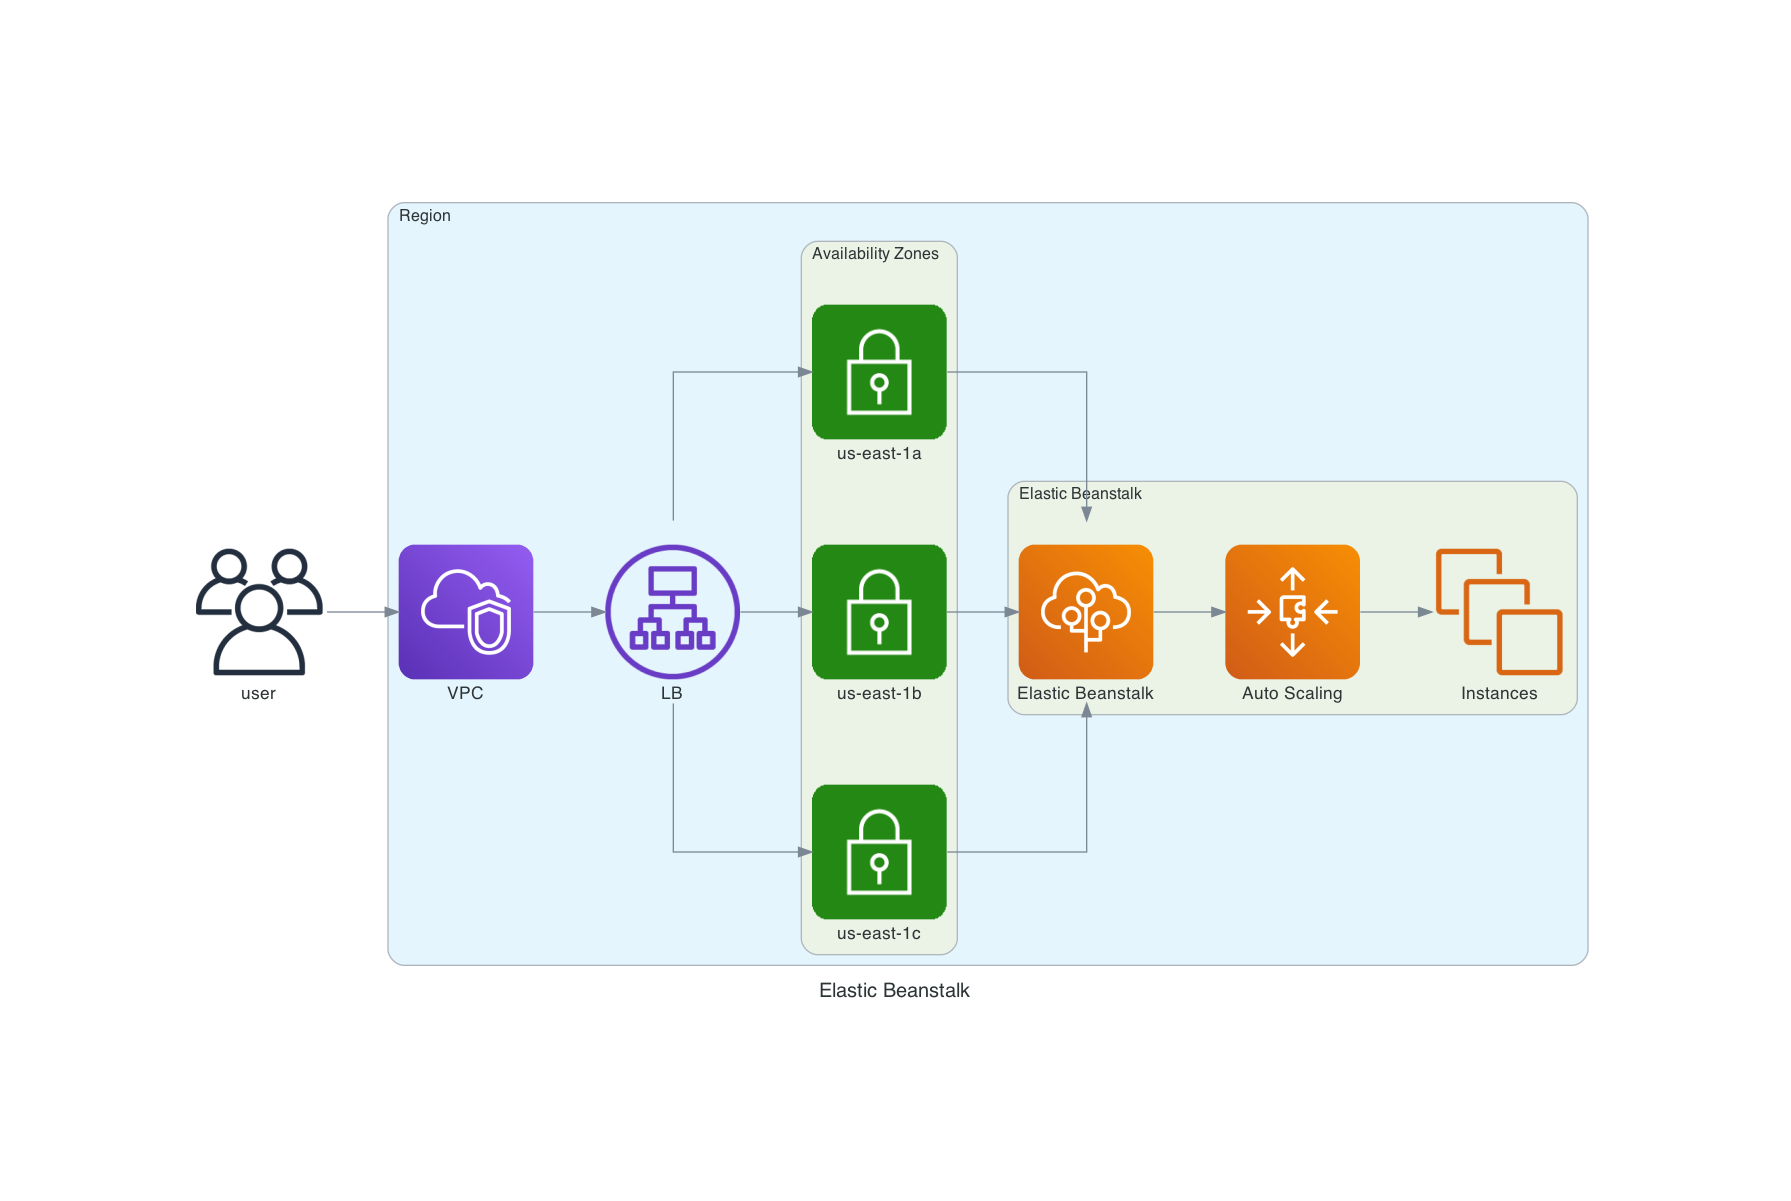 Region
Availability Zones
us-east-1a
Elastic Beanstalk
user
VPC
LB
us-east-1b
Elastic Beanstalk
Auto Scaling
Instances
us-east-1c
Elastic Beanstalk